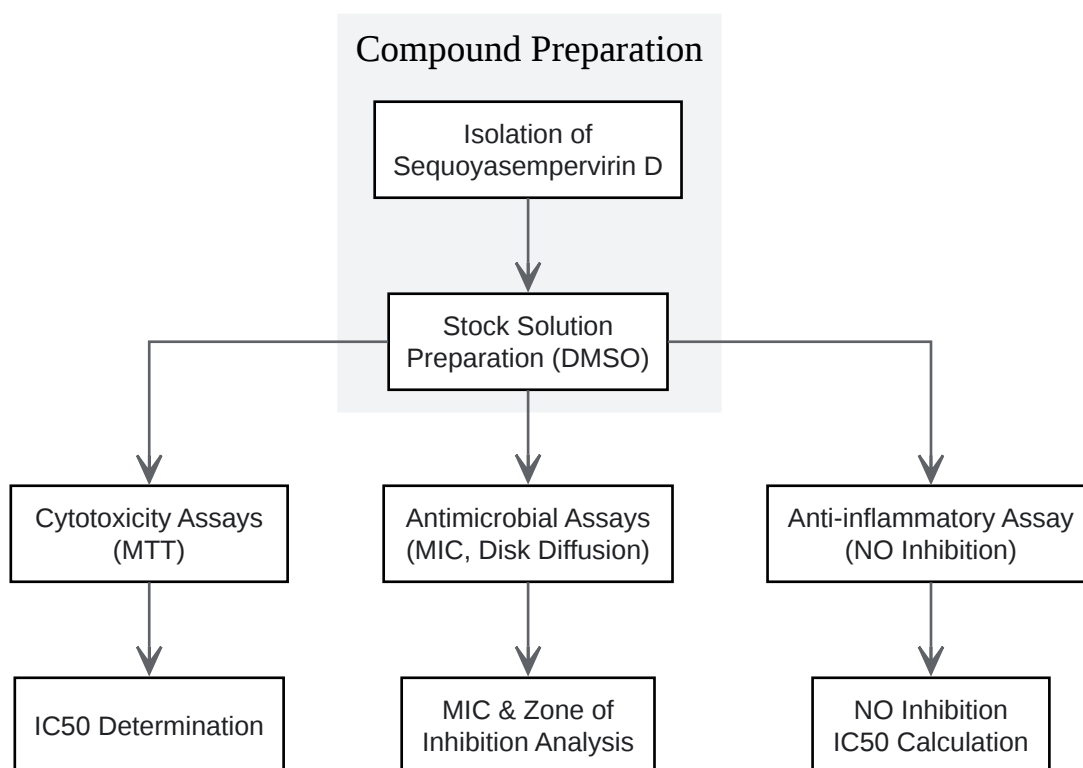 Compound Preparation
Isolation of
Sequoyasempervirin D
Stock Solution
Preparation (DMSO)
Cytotoxicity Assays
(MTT)
Antimicrobial Assays
(MIC, Disk Diffusion)
Anti-inflammatory Assay
(NO Inhibition)
IC50 Determination
MIC & Zone of
Inhibition Analysis
NO Inhibition
IC50 Calculation